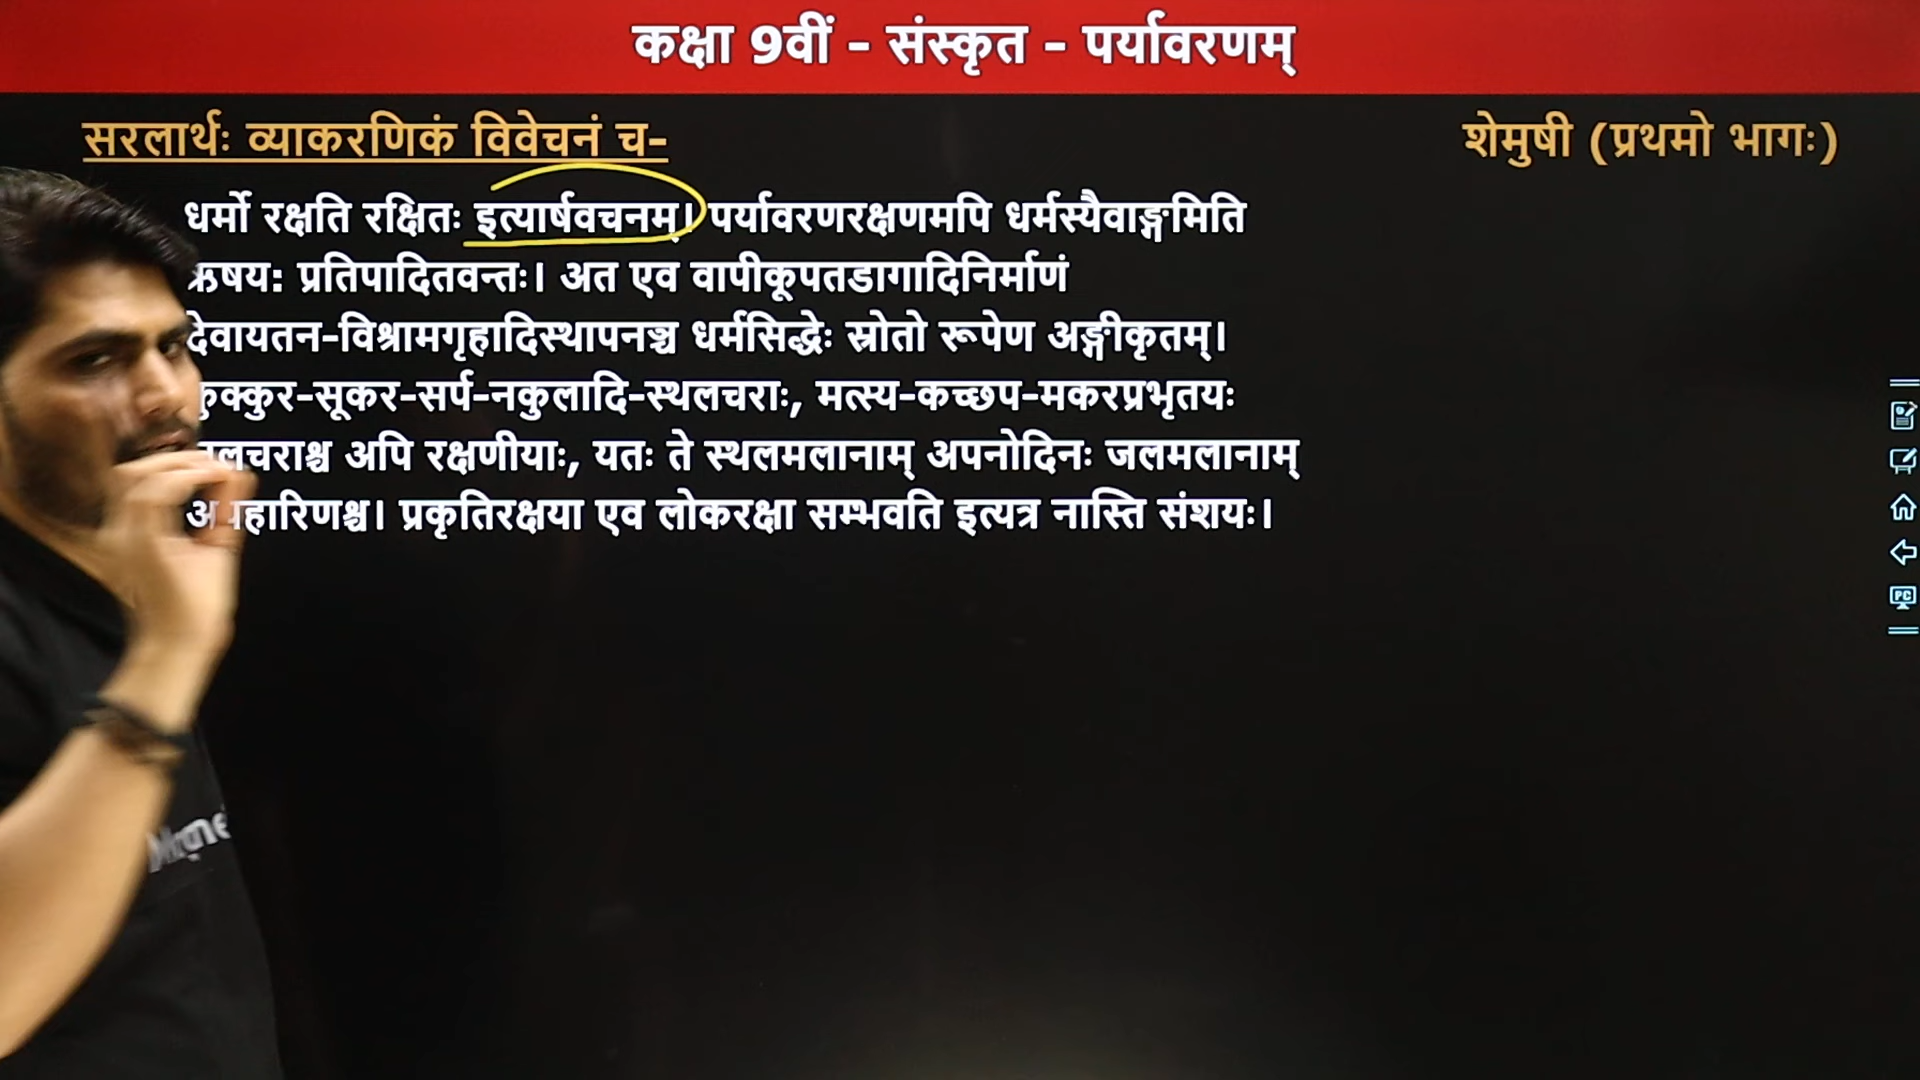 कक्षा 9वीं - संस्कृत - पर्यावरणम्
सरलार्थः व्याकरणिकं विवेचनं च-
शेमुषी (प्रथमो भागः)
धर्मो रक्षति रक्षितः इत्यार्षवचनम्। पर्यावरणरक्षणमपि धर्मस्यैवाङ्गमिति
ऋषय: प्रतिपादितवन्तः। अत एव वापीकूपतडागादिनिर्माणं
देवायतन-विश्रामगृहादिस्थापनञ्च धर्मसिद्धेः स्रोतो रूपेण अङ्गीकृतम्।
कुक्कुर-सूकर-सर्प-नकुलादि-स्थलचराः, मत्स्य-कच्छप-मकरप्रभृतयः
जलचराश्च अपि रक्षणीयाः, यतः ते स्थलमलानाम् अपनोदिनः जलमलानाम्
प्रकृतिरक्षया एव लोकरक्षा सम्भवति इत्यत्र नास्ति संशयः।
PC